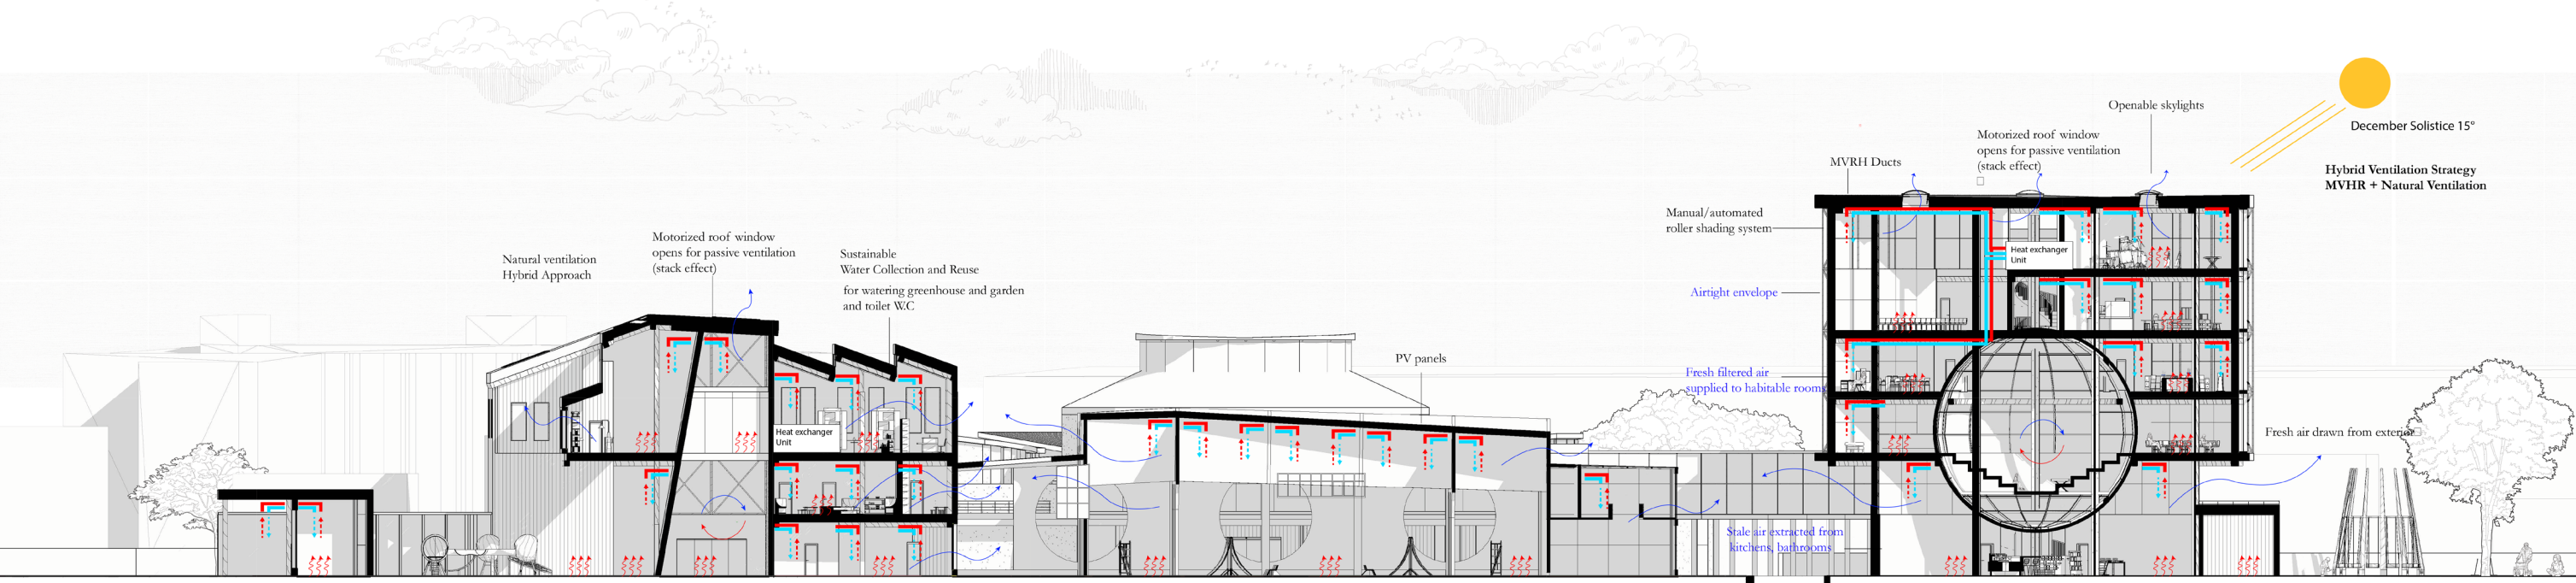 Natural ventilation
Hybrid Approach
Motorized roof window
opens for passive ventilation
(stack effect)
Sustainable
Water Collection and Reuse
for watering greenhouse and garden
and toilet W.C
Heat exchanger
Unit
PV panels
Manual/automated
roller shading system
Airtight envelope
Fresh filtered air
supplied to habitable rooms
Stale air extracted from
kitchens, bathrooms
MVRH Ducts
Motorized roof window
opens for passive ventilation
(stack effect)
Openable skylights
Heat exchanger
Unit
December Solistice 15°
Hybrid Ventilation Strategy
MVHR + Natural Ventilation
Fresh air drawn from exterior